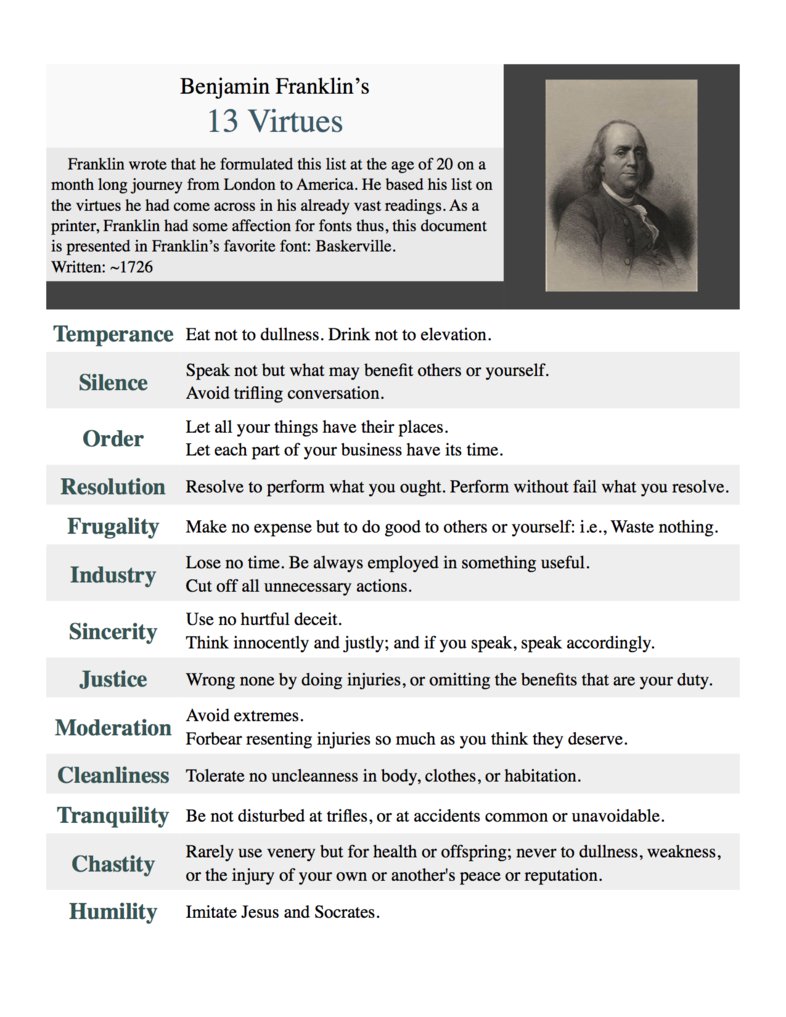 Benjamin Franklin’s
13 Virtues
Franklin wrote that he formulated this list at the age of 20 on a
month long journey from London to America. He based his list on
the virtues he had come across in his already vast readings. As a
printer, Franklin had some affection for fonts thus, this document
is presented in Franklin’s favorite font: Baskerville.
Written: ~1726
Temperance Eat not to dullness. Drink not to elevation.
Silence
Speak not but what may benefit others or yourself.
Avoid trifling conversation.
Order
Let all your things have their places.
Let each part of your business have its time.
Resolution Resolve to perform what you ought. Perform without fail what you resolve.
Frugality Make no expense but to do good to others or yourself: i.e., Waste nothing.
Industry
Lose no time. Be always employed in something useful.
Cut off all unnecessary actions.
Sincerity
Use no hurtful deceit.
Think innocently and justly; and if you speak, speak accordingly.
Justice Wrong none by doing injuries, or omitting the benefits that are your duty.
Moderation
Avoid extremes.
Forbear resenting injuries so much as you think they deserve.
Cleanliness Tolerate no uncleanness in body, clothes, or habitation.
Tranquility Be not disturbed at trifles, or at accidents common or unavoidable.
Chastity
Rarely use venery but for health or offspring; never to dullness, weakness,
or the injury of your own or another's peace or reputation.
Humility Imitate Jesus and Socrates.